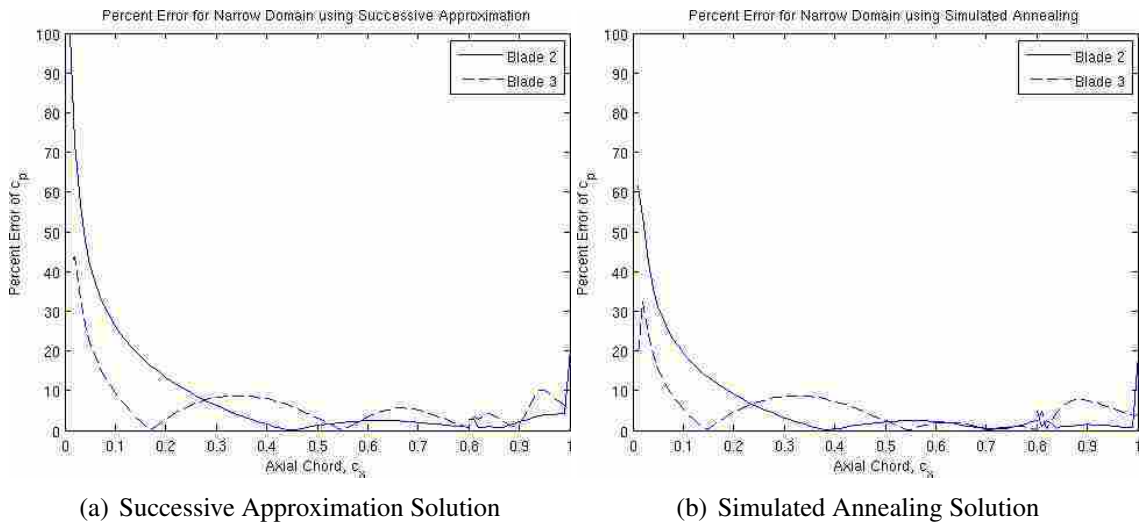 Percent Error for Narrow Domain using Successive Approximation
100
90
80
70
60
50
40
30
20
10
0
Percent Error of c_p
Blade 2
Blade 3
0 0.1 0.2 0.3 0.4 0.5 0.6 0.7 0.8 0.9 1
Axial Chord, c_x
(a) Successive Approximation Solution
Percent Error for Narrow Domain using Simulated Annealing
100
90
80
70
60
50
40
30
20
10
0
Percent Error of c_p
Blade 2
Blade 3
0 0.1 0.2 0.3 0.4 0.5 0.6 0.7 0.8 0.9 1
Axial Chord, c_x
(b) Simulated Annealing Solution